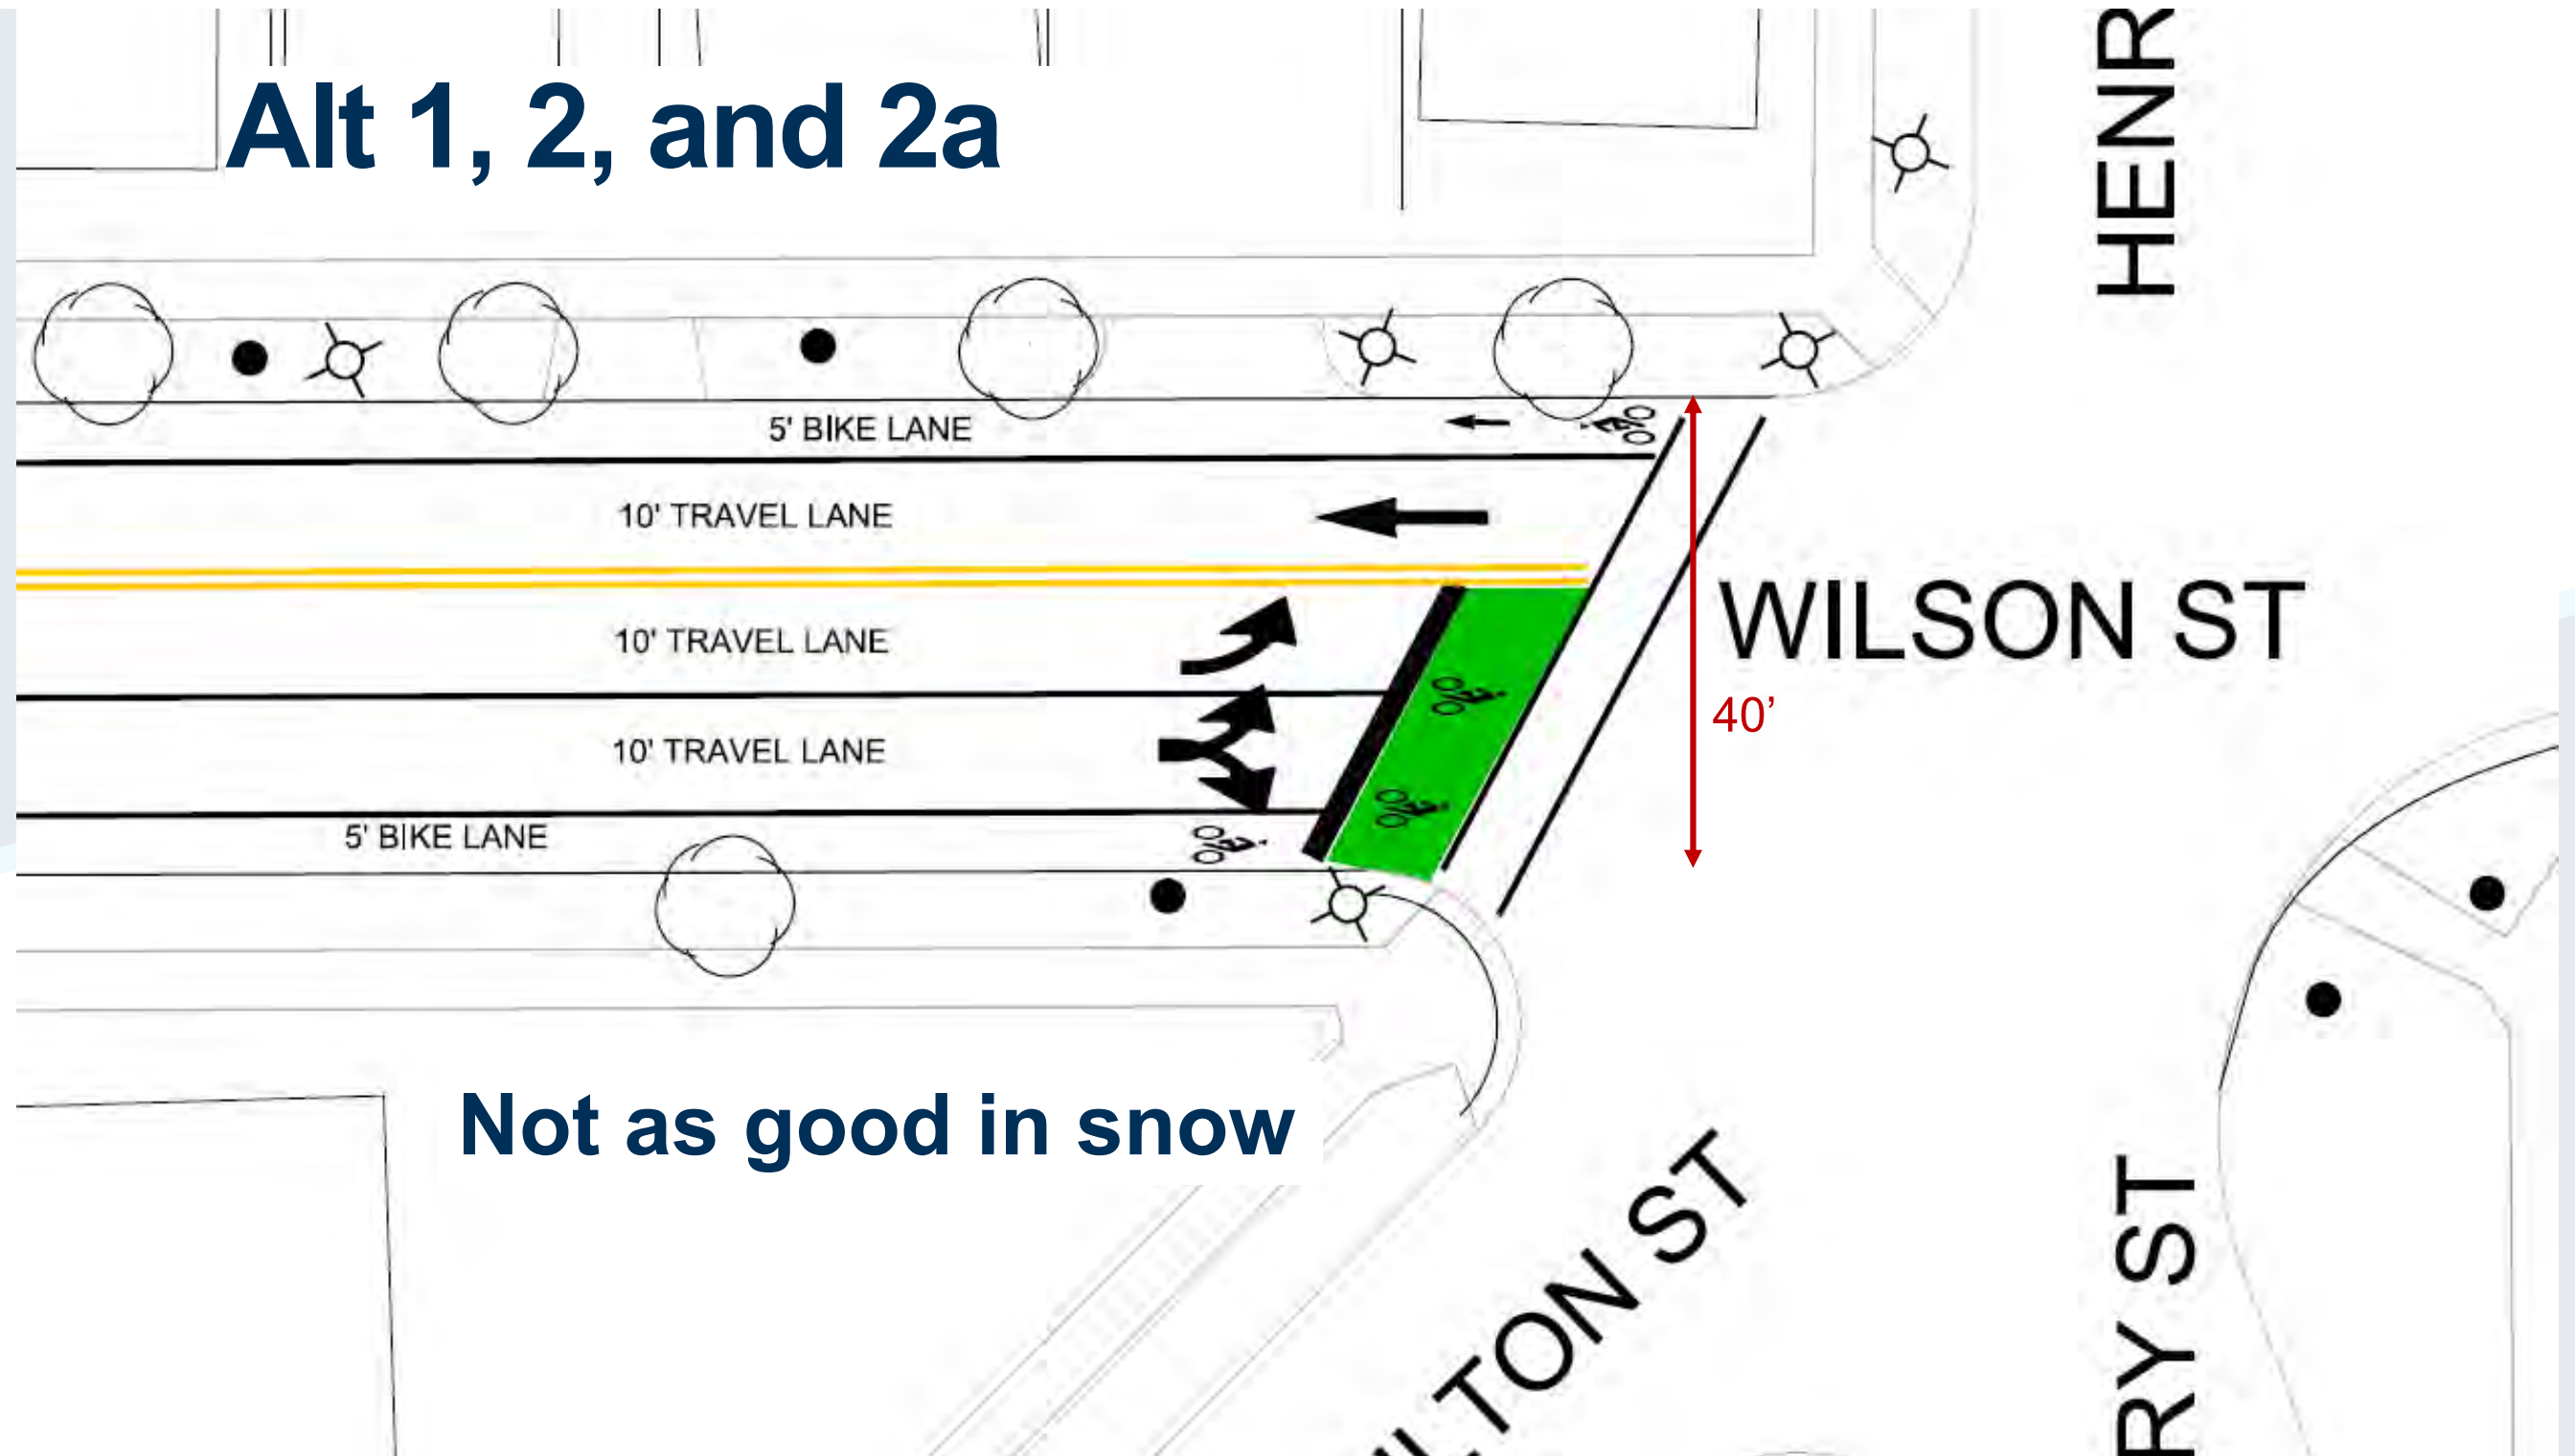 Alt 1, 2, and 2a
HENR
5' BIKE LANE
10' TRAVEL LANE
WILSON ST
10' TRAVEL LANE
40’
10' TRAVEL LANE
5' BIKE LANE
Not as good in snow
ILTON ST
RY ST